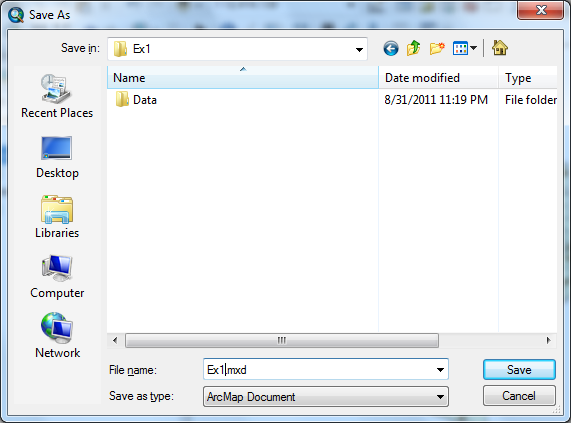 Save As
Save in: Ex1
Name Date modified Type
Data 8/31/2011 11:19 PM File folder
Recent Places
Desktop
Libraries
Computer
Network
File name: Ex1.mxd Save
Save as type: ArcMap Document Cancel